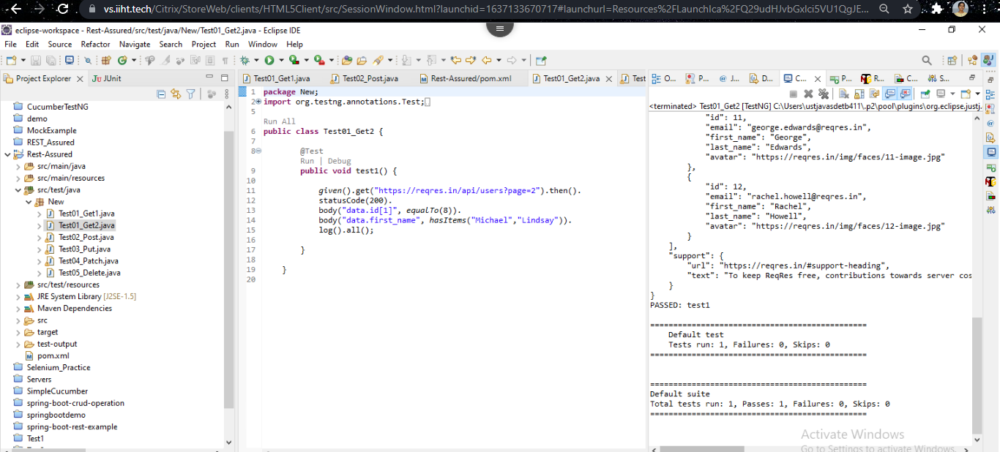 vs.iiht.tech/Citrix/StoreWeb/clients/HTML5Client/src/SessionWindow.html?launchid=1637133670717#launchurl=Resources%2FLaunchIca%2FQ29udHJvbGxlci5VU1QgJE...
eclipse-workspace - Rest-Assured/src/test/java/New/Test01_Get2.java - Eclipse IDE
File Edit Source Refactor Navigate Search Project Run Window Help
Project Explorer JUnit
CucumberTestNG
demo
MockExample
REST_Assured
Rest-Assured
src/main/java
src/main/resources
src/test/java
New
Test01_Get1.java
Test01_Get2.java
Test02_Post.java
Test03_Put.java
Test04_Patch.java
Test05_Delete.java
src/test/resources
JRE System Library [J2SE-1.5]
Maven Dependencies
src
target
test-output
pom.xml
Selenium_Practice
Servers
SimpleCucumber
spring-boot-crud-operation
springbootdemo
spring-boot-rest-example
Test1
Test01_Get1.java Test02_Post.java Rest-Assured/pom.xml Test01_Get2.java Test
1 package New;
2 import org.testng.annotations.Test;
5
Run All
6 public class Test01_Get2 {
7
8 @Test
Run | Debug
9 public void test1() {
10
11 given().get("https://reqres.in/api/users?page=2").then().
12 statusCode(200).
13 body("data.id[1]", equalTo(8)).
14 body("data.first_name", hasItems("Michael","Lindsay")).
15 log().all();
16
17 }
18
19 }
20
O... P... J... D... C... P... R... C... S...
<terminated> Test01_Get2 [TestNG] C:\Users\ustjavasdetb411\.p2\pool\plugins\org.eclipse.justj.
"id": 11,
"email": "george.edwards@reqres.in",
"first_name": "George",
"last_name": "Edwards",
"avatar": "https://reqres.in/img/faces/11-image.jpg"
},
{
"id": 12,
"email": "rachel.howell@reqres.in",
"first_name": "Rachel",
"last_name": "Howell",
"avatar": "https://reqres.in/img/faces/12-image.jpg"
}
],
"support": {
"url": "https://reqres.in/#support-heading",
"text": "To keep ReqRes free, contributions towards server cos
}
}
PASSED: test1
===============================================
Default test
Tests run: 1, Failures: 0, Skips: 0
===============================================
===============================================
Default suite
Total tests run: 1, Passes: 1, Failures: 0, Skips: 0
===============================================
Activate Windows
Go to Settings to activate Windows.